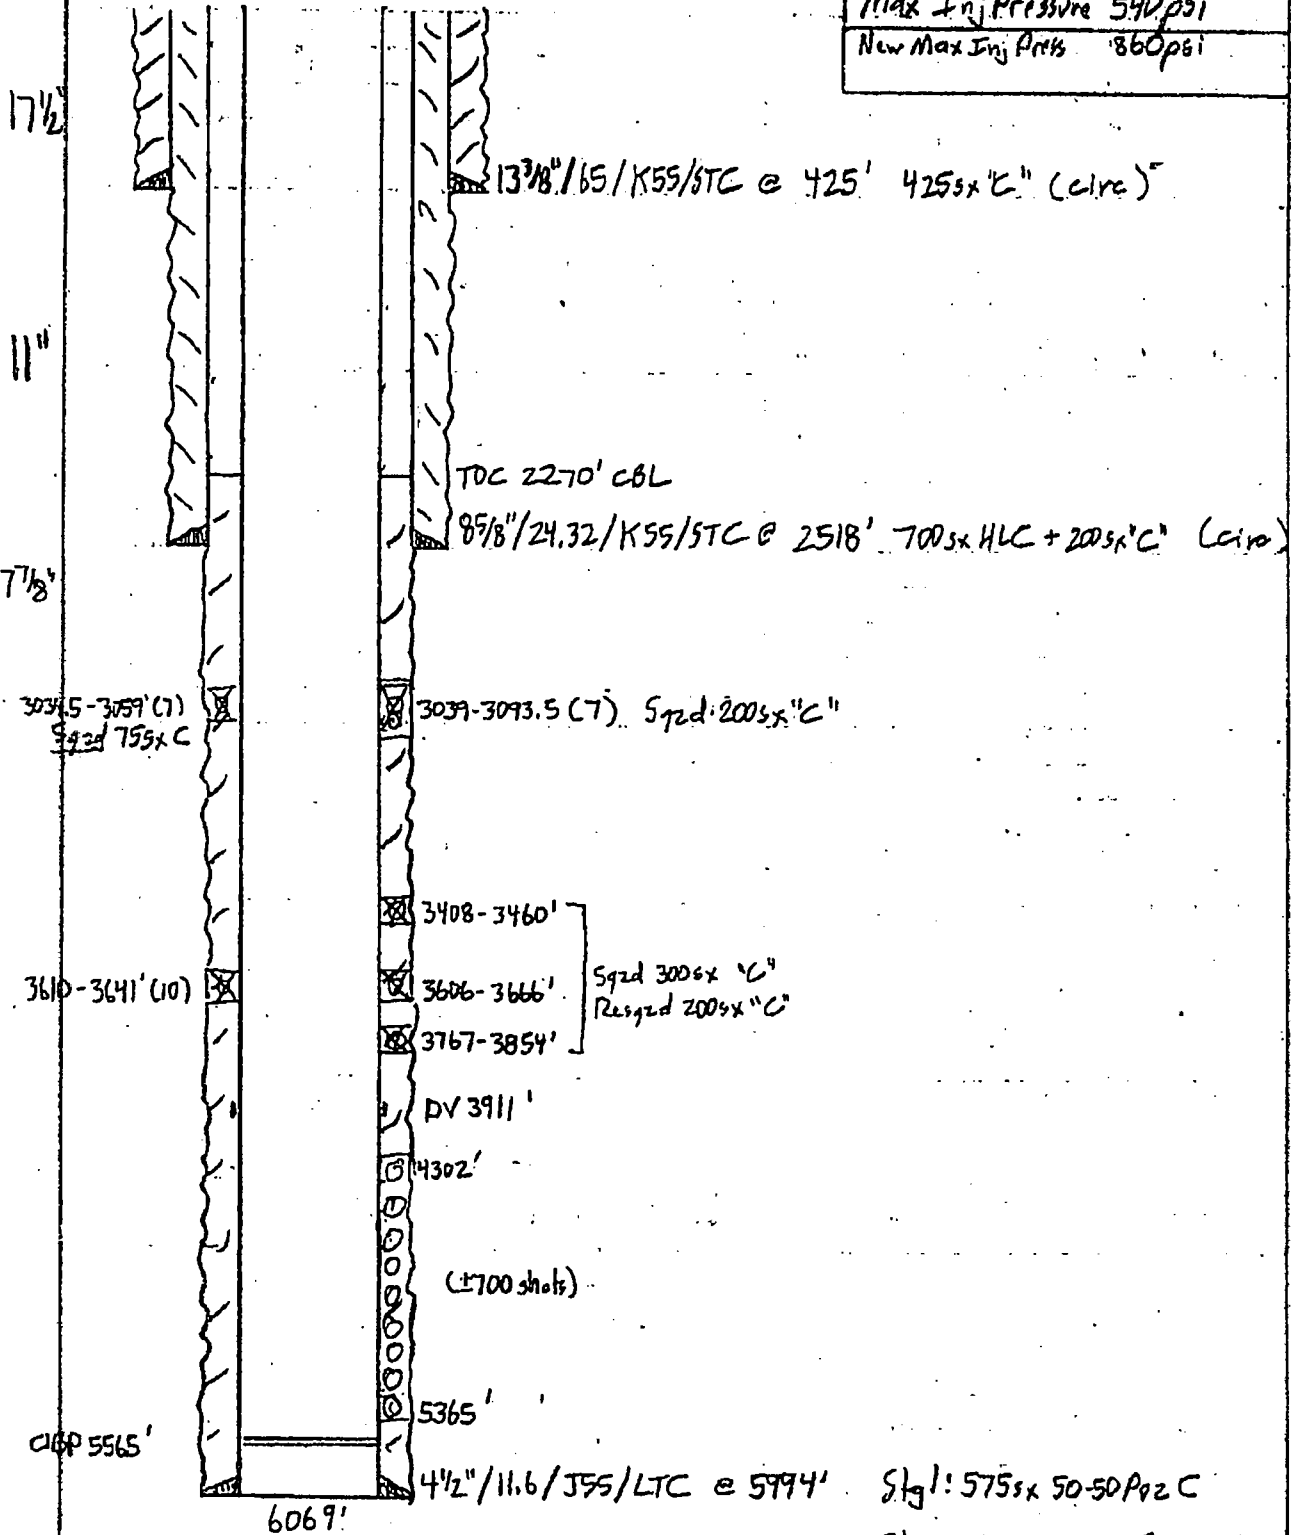 Max Inj Pressure 540psi
New Max Inj Press 860psi
17½"
13⅜"/65/K55/STC @ 425' 425sx "C" (circ)
11"
TOC 2270' CBL
8⅝"/24,32/K55/STC @ 2518' 700sx HLC + 200sx "C" (circ)
7⅞"
3034.5-3059' (7)
Sqzd 75sx C
3039-3093.5 (7) Sqzd: 200sx "C"
3408-3460'
3610-3641' (10)
3606-3666'
Sqzd 300sx "C"
Resqzd 200sx "C"
3767-3854'
DV 3911'
4302'
(±700 shots)
5365'
CIBP 5565'
4½"/11.6/J55/LTC @ 5994' Stg 1: 575sx 50-50 Poz C
6069'